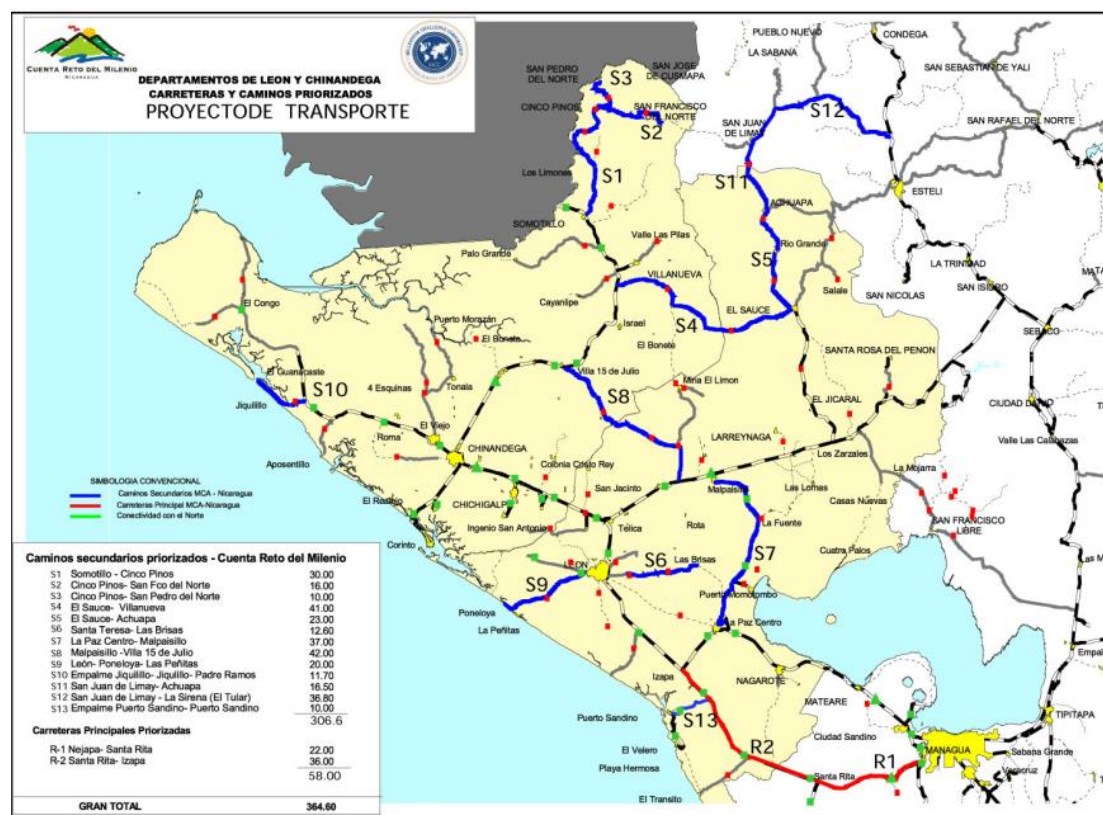 CUENTA RETO DEL MILENIO
NICARAGUA
DEPARTAMENTOS DE LEON Y CHINANDEGA
CARRETERAS Y CAMINOS PRIORIZADOS
PROYECTODE TRANSPORTE
PUEBLO NUEVO
CONDEGA
LA SABANA
SAN PEDRO
DEL NORTE
S3
SAN JOSE
DE CUSMAPA
SAN SEBASTIAN DE YALI
CINCO PINOS
SAN FRANCISCO
DEL NORTE
S2
S12
SAN JUAN
DE LIMAY
SAN RAFAEL DEL NORTE
Los Limones
S1
S11
ESTELI
ACHUAPA
SOMOTILLO
Valle Las Pilas
Rio Grande
Palo Grande
LA TRINIDAD
VILLANUEVA
S5
Salale
SAN NICOLAS
SAN ISIDRO
MATA
El Congo
Cayanlipe
EL SAUCE
Puerto Morazán
Israel
S4
SEBACO
El Bonete
El Bonete
SANTA ROSA DEL PENON
El Guanacaste
Villa 15 de Julio
S10
4 Esquinas
Tonala
Mina El Limon
Jiquilillo
S8
EL JICARAL
CIUDAD DARIO
El Viejo
Roma
LARREYNAGA
Valle Las Calabazas
CHINANDEGA
Los Zarzales
Aposentillo
Colonia Cristo Rey
La Mojarra
SIMBOLOGIA CONVENCIONAL
Caminos Secundarios MCA - Nicaragua
Carreteras Principal MCA-Nicaragua
Conectividad con el Norte
San Jacinto
Malpaisillo
Las Lomas
El Realejo
CHICHIGALPA
Casas Nuevas
Corinto
Ingenio San Antonio
Telica
Rota
La Fuente
SAN FRANCISCO
LIBRE
Cuatro Palos
LEON
S6
Las Brisas
S7
S9
Puerto Momotombo
Poneloya
La Peñitas
La Paz Centro
Izapa
NAGAROTE
MATEARE
TIPITAPA
Puerto Sandino
S13
Ciudad Sandino
MANAGUA
Sabana Grande
El Velero
R2
R1
Veracruz
Playa Hermosa
Santa Rita
El Transito
Caminos secundarios priorizados - Cuenta Reto del Milenio
S1 Somotillo - Cinco Pinos 30.00
S2 Cinco Pinos- San Fco del Norte 16.00
S3 Cinco Pinos- San Pedro del Norte 10.00
S4 El Sauce- Villanueva 41.00
S5 El Sauce- Achuapa 23.00
S6 Santa Teresa- Las Brisas 12.60
S7 La Paz Centro- Malpaisillo 37.00
S8 Malpaisillo -Villa 15 de Julio 42.00
S9 León- Poneloya- Las Peñitas 20.00
S10 Empalme Jiquilillo- Jiquilillo- Padre Ramos 11.70
S11 San Juan de Limay- Achuapa 16.50
S12 San Juan de Limay - La Sirena (El Tular) 36.80
S13 Empalme Puerto Sandino- Puerto Sandino 10.00
306.6
Carreteras Principales Priorizadas
R-1 Nejapa- Santa Rita 22.00
R-2 Santa Rita- Izapa 36.00
58.00
GRAN TOTAL 364.60